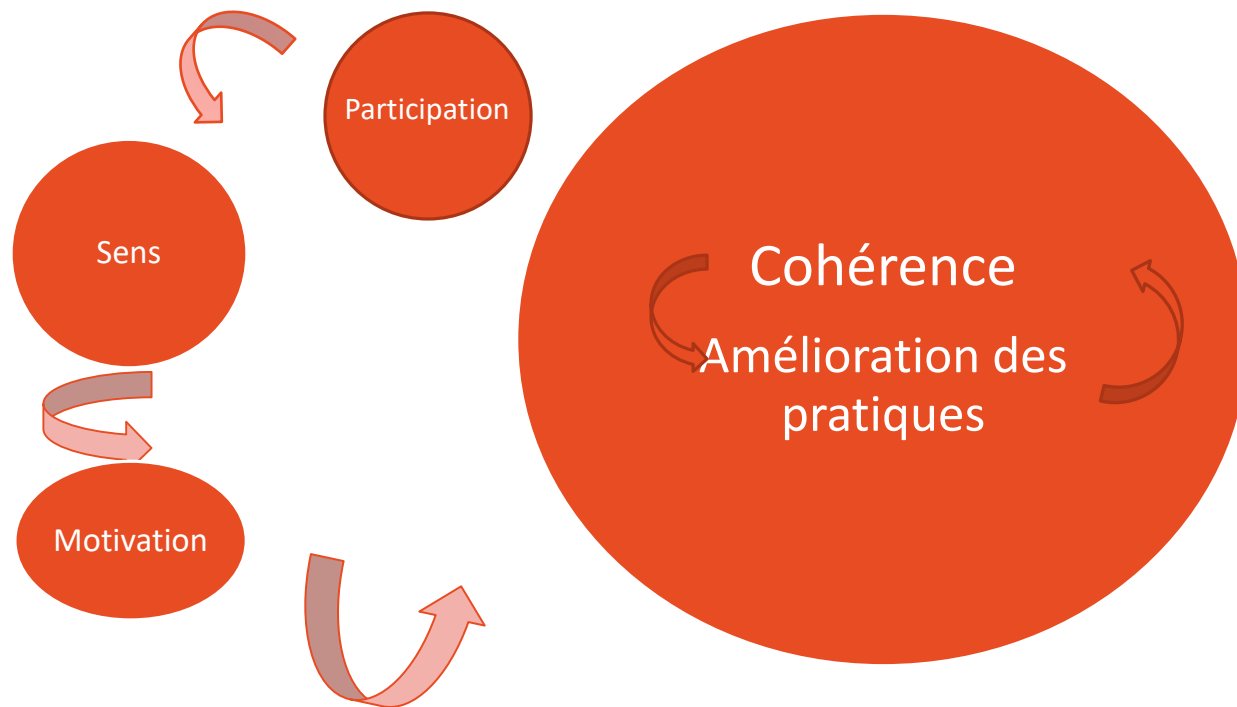 Participation
Sens
Motivation
Cohérence
Amélioration des
pratiques